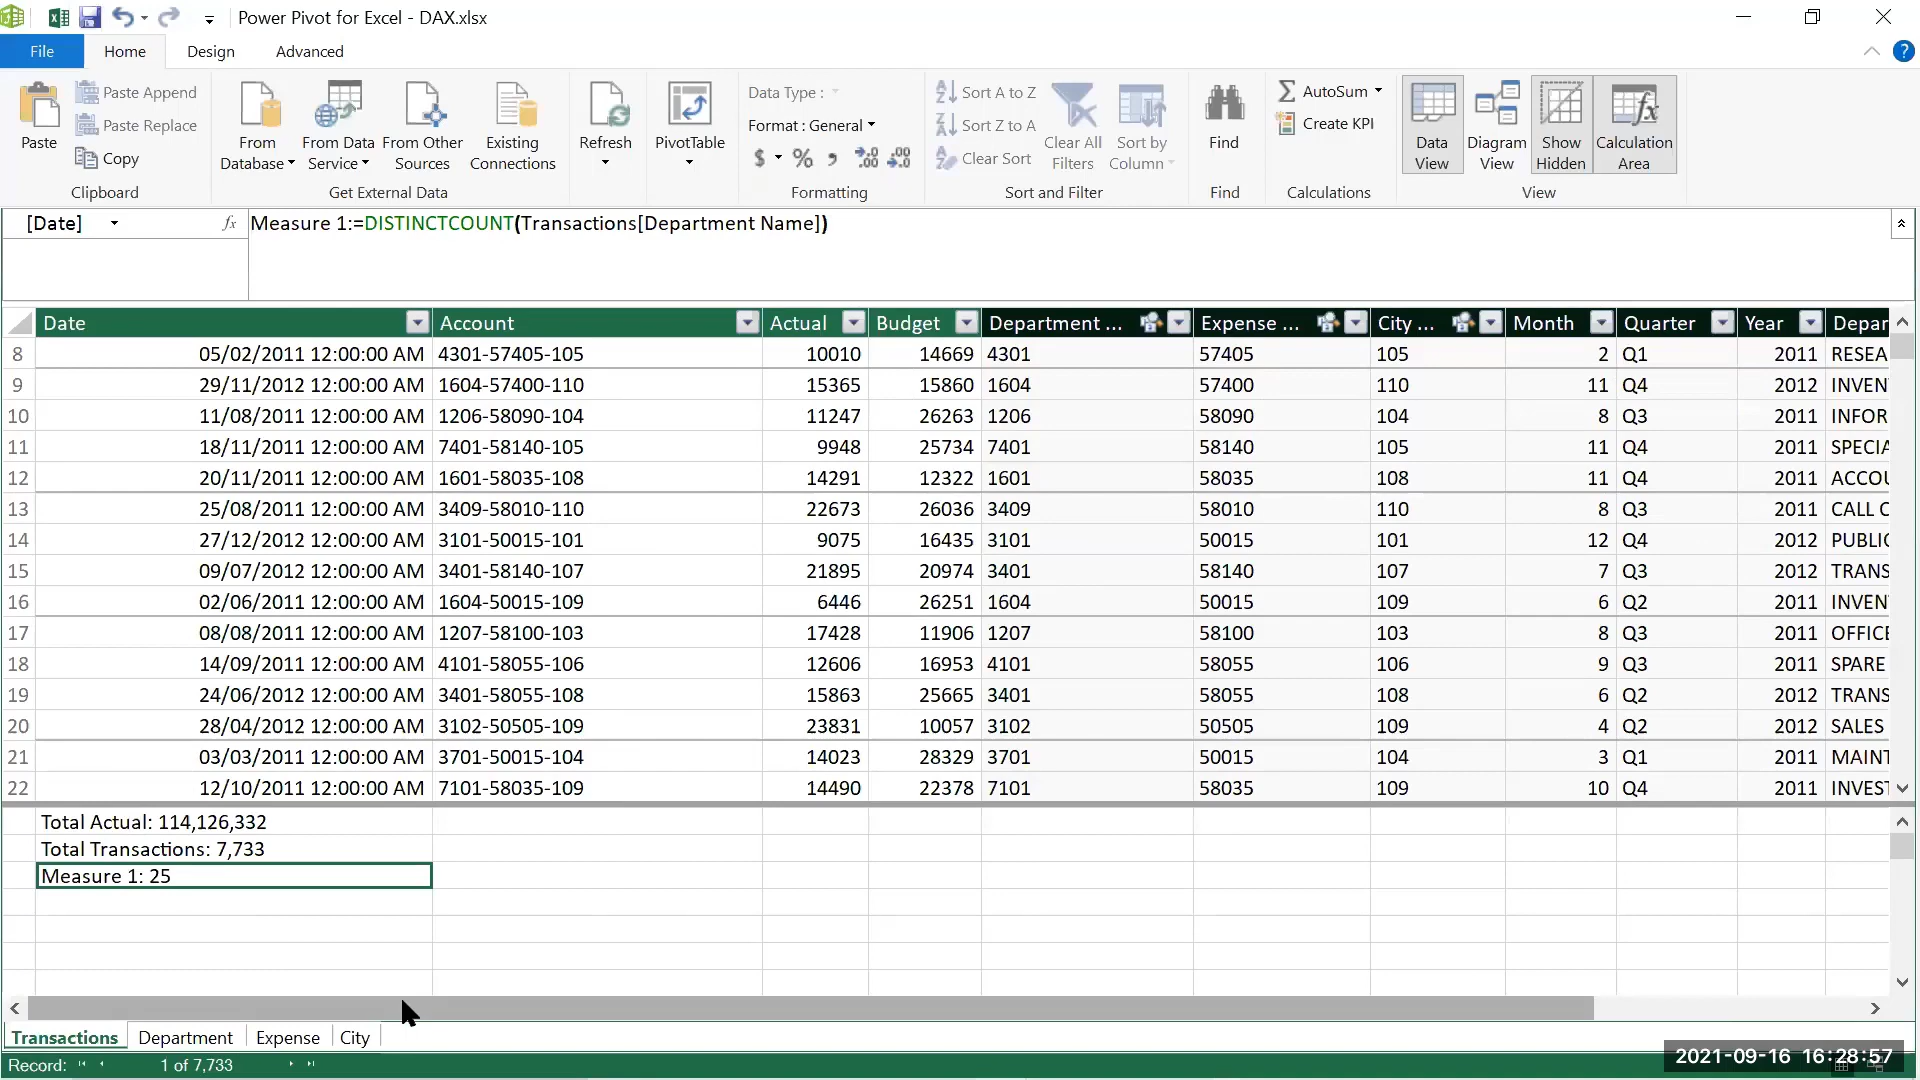 Power Pivot for Excel - DAX.xlsx
File Home Design Advanced
Paste
Paste Append
Paste Replace
Copy
Clipboard
From Database
From Data Service
From Other Sources
Existing Connections
Get External Data
Refresh
PivotTable
Data Type :
Format : General
$ % ,
Formatting
Sort A to Z
Sort Z to A
Clear Sort
Clear All Filters
Sort by Column
Sort and Filter
Find
Find
AutoSum
Create KPI
Calculations
Data View
Diagram View
Show Hidden
Calculation Area
View
[Date] fx Measure 1:=DISTINCTCOUNT(Transactions[Department Name])
Date Account Actual Budget Department ... Expense ... City ... Month Quarter Year Depar
8 05/02/2011 12:00:00 AM 4301-57405-105 10010 14669 4301 57405 105 2 Q1 2011 RESEA
9 29/11/2012 12:00:00 AM 1604-57400-110 15365 15860 1604 57400 110 11 Q4 2012 INVEN
10 11/08/2011 12:00:00 AM 1206-58090-104 11247 26263 1206 58090 104 8 Q3 2011 INFOR
11 18/11/2011 12:00:00 AM 7401-58140-105 9948 25734 7401 58140 105 11 Q4 2011 SPECIA
12 20/11/2011 12:00:00 AM 1601-58035-108 14291 12322 1601 58035 108 11 Q4 2011 ACCOU
13 25/08/2011 12:00:00 AM 3409-58010-110 22673 26036 3409 58010 110 8 Q3 2011 CALL C
14 27/12/2012 12:00:00 AM 3101-50015-101 9075 16435 3101 50015 101 12 Q4 2012 PUBLIC
15 09/07/2012 12:00:00 AM 3401-58140-107 21895 20974 3401 58140 107 7 Q3 2012 TRANS
16 02/06/2011 12:00:00 AM 1604-50015-109 6446 26251 1604 50015 109 6 Q2 2011 INVEN
17 08/08/2011 12:00:00 AM 1207-58100-103 17428 11906 1207 58100 103 8 Q3 2011 OFFICE
18 14/09/2011 12:00:00 AM 4101-58055-106 12606 16953 4101 58055 106 9 Q3 2011 SPARE
19 24/06/2012 12:00:00 AM 3401-58055-108 15863 25665 3401 58055 108 6 Q2 2012 TRANS
20 28/04/2012 12:00:00 AM 3102-50505-109 23831 10057 3102 50505 109 4 Q2 2012 SALES
21 03/03/2011 12:00:00 AM 3701-50015-104 14023 28329 3701 50015 104 3 Q1 2011 MAINT
22 12/10/2011 12:00:00 AM 7101-58035-109 14490 22378 7101 58035 109 10 Q4 2011 INVEST
Total Actual: 114,126,332
Total Transactions: 7,733
Measure 1: 25
Transactions Department Expense City
Record: 1 of 7,733
2021-09-16 16:28:57